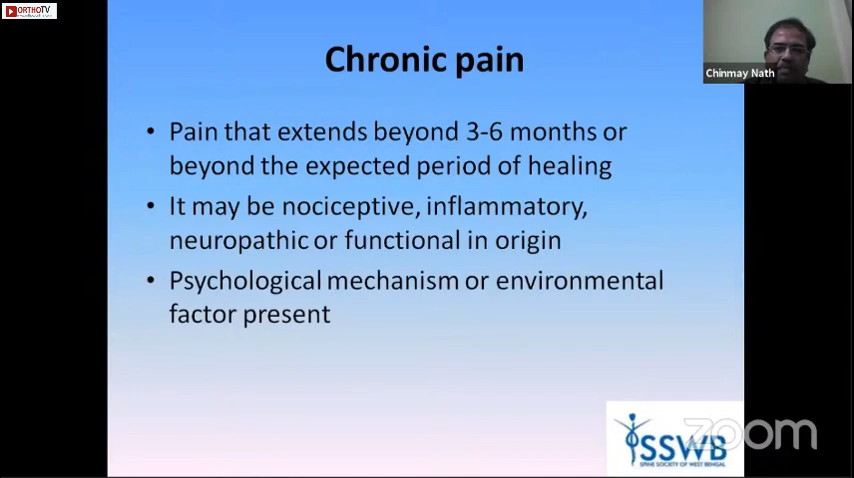 ORTHOTV
Chinmay Nath
Chronic pain
• Pain that extends beyond 3-6 months or
beyond the expected period of healing
• It may be nociceptive, inflammatory,
neuropathic or functional in origin
• Psychological mechanism or environmental
factor present
SSWB
SPINE SOCIETY OF WEST BENGAL
zoom